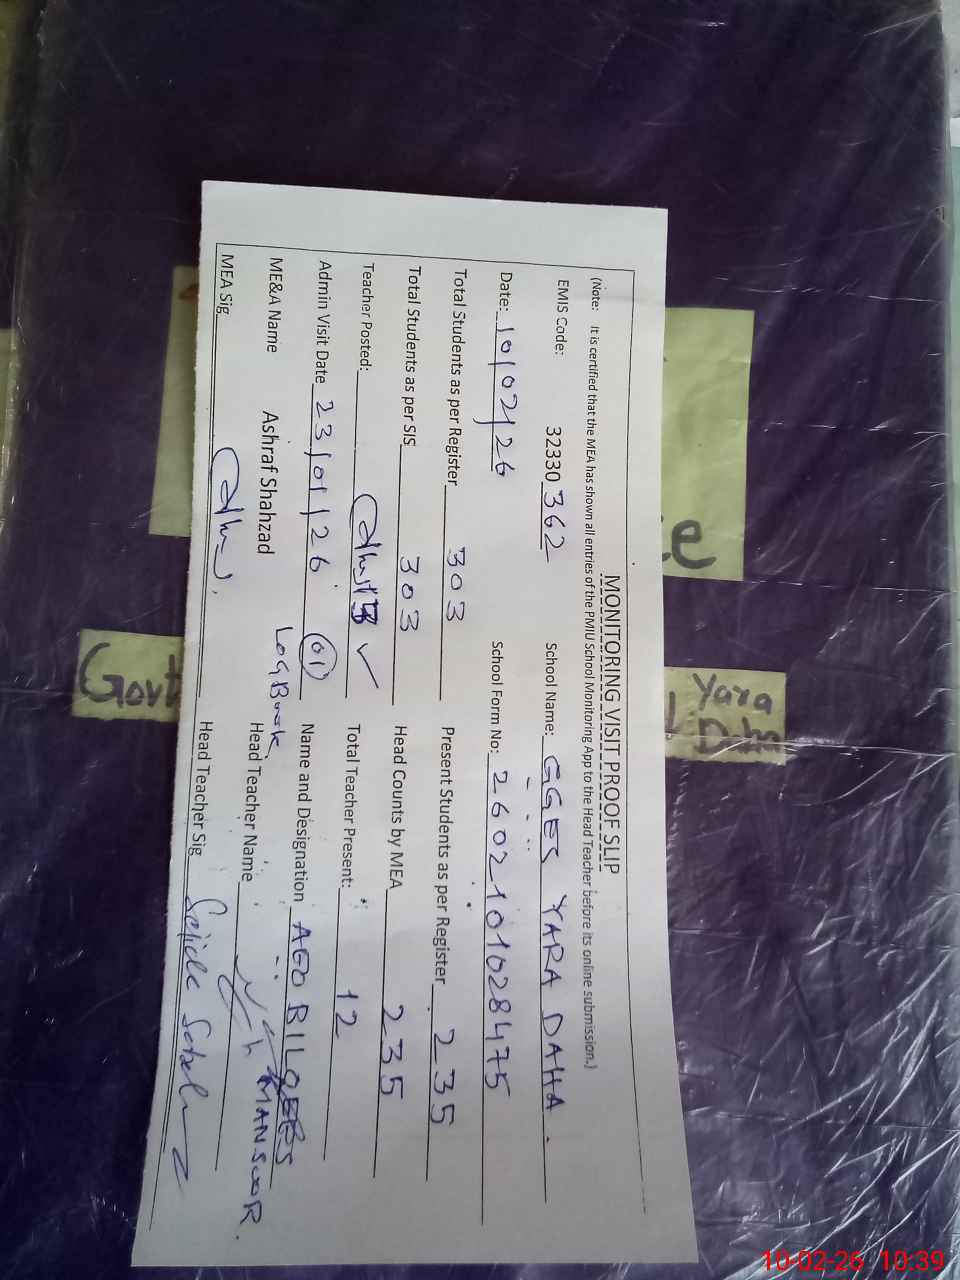 MONITORING VISIT PROOF SLIP
(Note: It is certified that the MEA has shown all entries of the PMIU School Monitoring App to the Head Teacher before its online submission.)
EMIS Code: 32330362 School Name: GGES YARA DAHA.
Date: 10/02/26 School Form No: 2602101028475
Total Students as per Register 303 Present Students as per Register 235
Total Students as per SIS 303 Head Counts by MEA 235
Teacher Posted: Total Teacher Present: 12
Admin Visit Date 23/01/26 01 Name and Designation AEO BILQEES
LOGBook MANSOOR.
ME&A Name Ashraf Shahzad Head Teacher Name
MEA Sig Head Teacher Sig
Govt
Yara
Daha
10-02-26 10:39